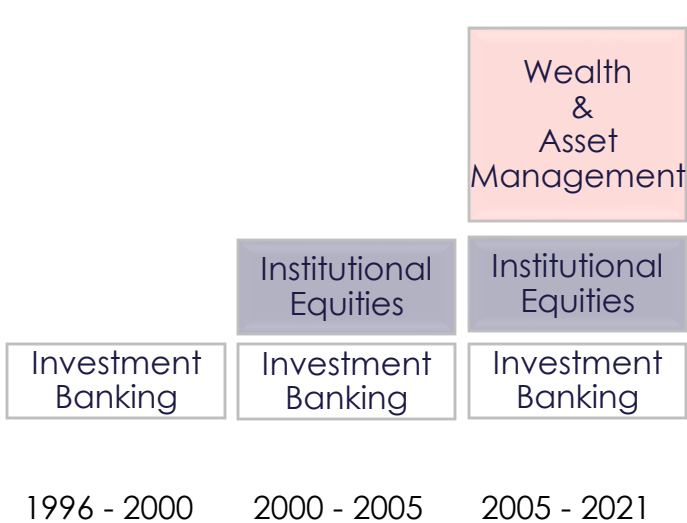 Wealth
&
Asset
Management
Institutional
Equities
Institutional
Equities
Investment
Banking
Investment
Banking
Investment
Banking
1996 - 2000
2000 - 2005
2005 - 2021